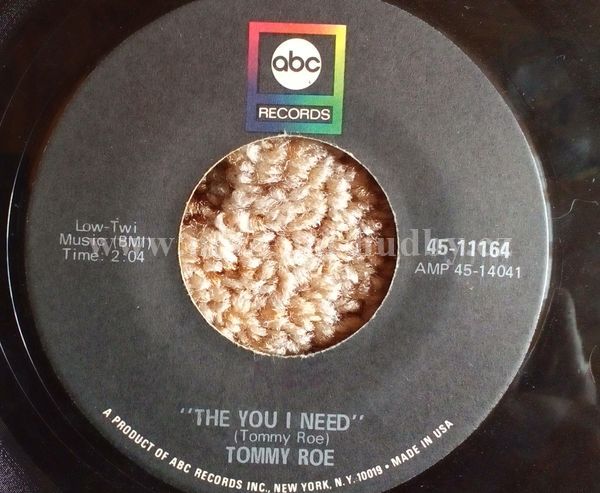 abc
RECORDS
Low-Twi
Music (BMI)
Time: 2:04
45-11164
AMP 45-14041
"THE YOU I NEED"
(Tommy Roe)
TOMMY ROE
A PRODUCT OF ABC RECORDS INC., NEW YORK, N.Y. 10019 • MADE IN USA